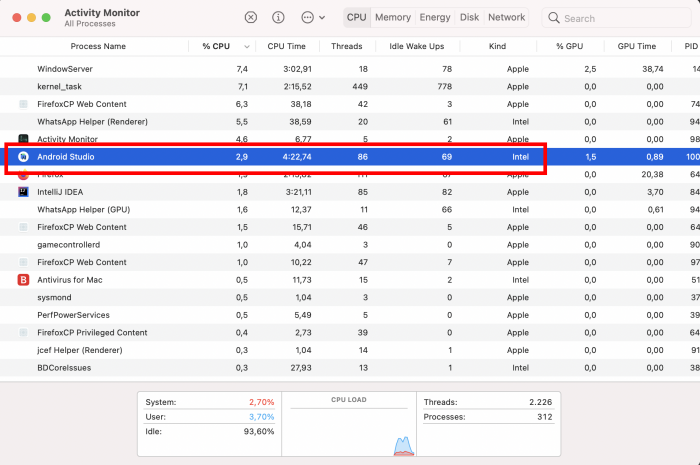 Activity Monitor
All Processes
CPU Memory Energy Disk Network
Search
Process Name % CPU CPU Time Threads Idle Wake Ups Kind % GPU GPU Time PID
WindowServer 7,4 3:02,91 18 78 Apple 2,5 38,74 14
kernel_task 7,1 2:15,52 449 778 Apple 0,0 0,00
FirefoxCP Web Content 6,3 38,18 42 3 Apple 0,0 0,00 74
WhatsApp Helper (Renderer) 5,5 38,59 20 61 Intel 0,0 0,00 94
Activity Monitor 4,6 6,77 5 2 Apple 0,0 0,00 98
Android Studio 2,9 4:22,74 86 69 Intel 1,5 0,89 100
Firefox Apple 0,0 20,38 64
IntelliJ IDEA 1,8 3:21,11 85 82 Apple 0,0 3,70 84
WhatsApp Helper (GPU) 1,6 12,37 11 66 Intel 0,0 0,61 94
FirefoxCP Web Content 1,5 15,71 46 5 Apple 0,0 0,00 64
gamecontrollerd 1,0 4,04 3 0 Apple 0,0 0,00 90
FirefoxCP Web Content 1,0 10,22 47 7 Apple 0,0 0,00 97
Antivirus for Mac 0,5 11,73 15 2 Apple 0,0 0,00 51
sysmond 0,5 1,04 3 0 Apple 0,0 0,00 37
PerfPowerServices 0,5 5,49 5 0 Apple 0,0 0,00 39
FirefoxCP Privileged Content 0,4 2,73 39 0 Apple 0,0 0,00 64
jcef Helper (Renderer) 0,3 1,04 14 1 Apple 0,0 0,00 91
BDCoreIssues 0,3 27,93 13 1 Apple 0,0 0,00 88
System: 2,70%
User: 3,70%
Idle: 93,60%
CPU LOAD
Threads: 2.226
Processes: 312